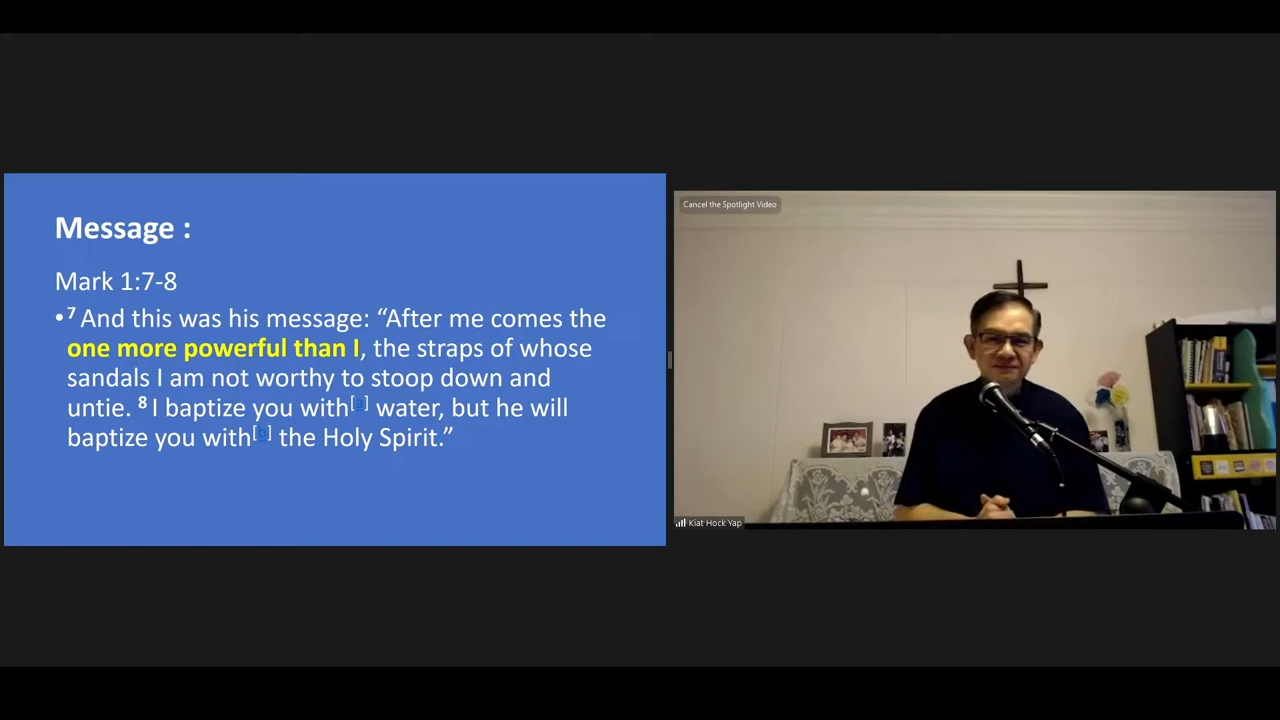 Message :
Mark 1:7-8
•⁷ And this was his message: “After me comes the
one more powerful than I, the straps of whose
sandals I am not worthy to stoop down and
untie. ⁸ I baptize you with[a] water, but he will
baptize you with[b] the Holy Spirit.”
Cancel the Spotlight Video
Kiat Hock Yap